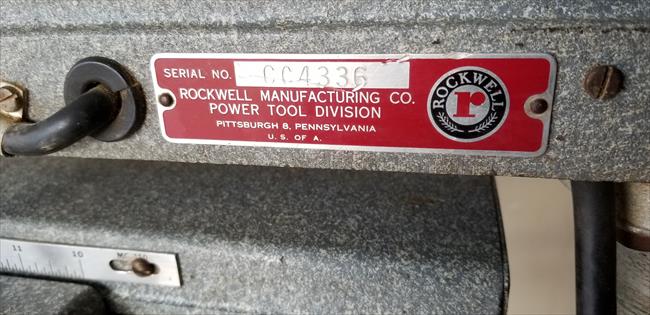 SERIAL NO. CC4336
ROCKWELL MANUFACTURING CO.
POWER TOOL DIVISION
PITTSBURGH 8, PENNSYLVANIA
U. S. OF A.
ROCKWELL
r
11 10